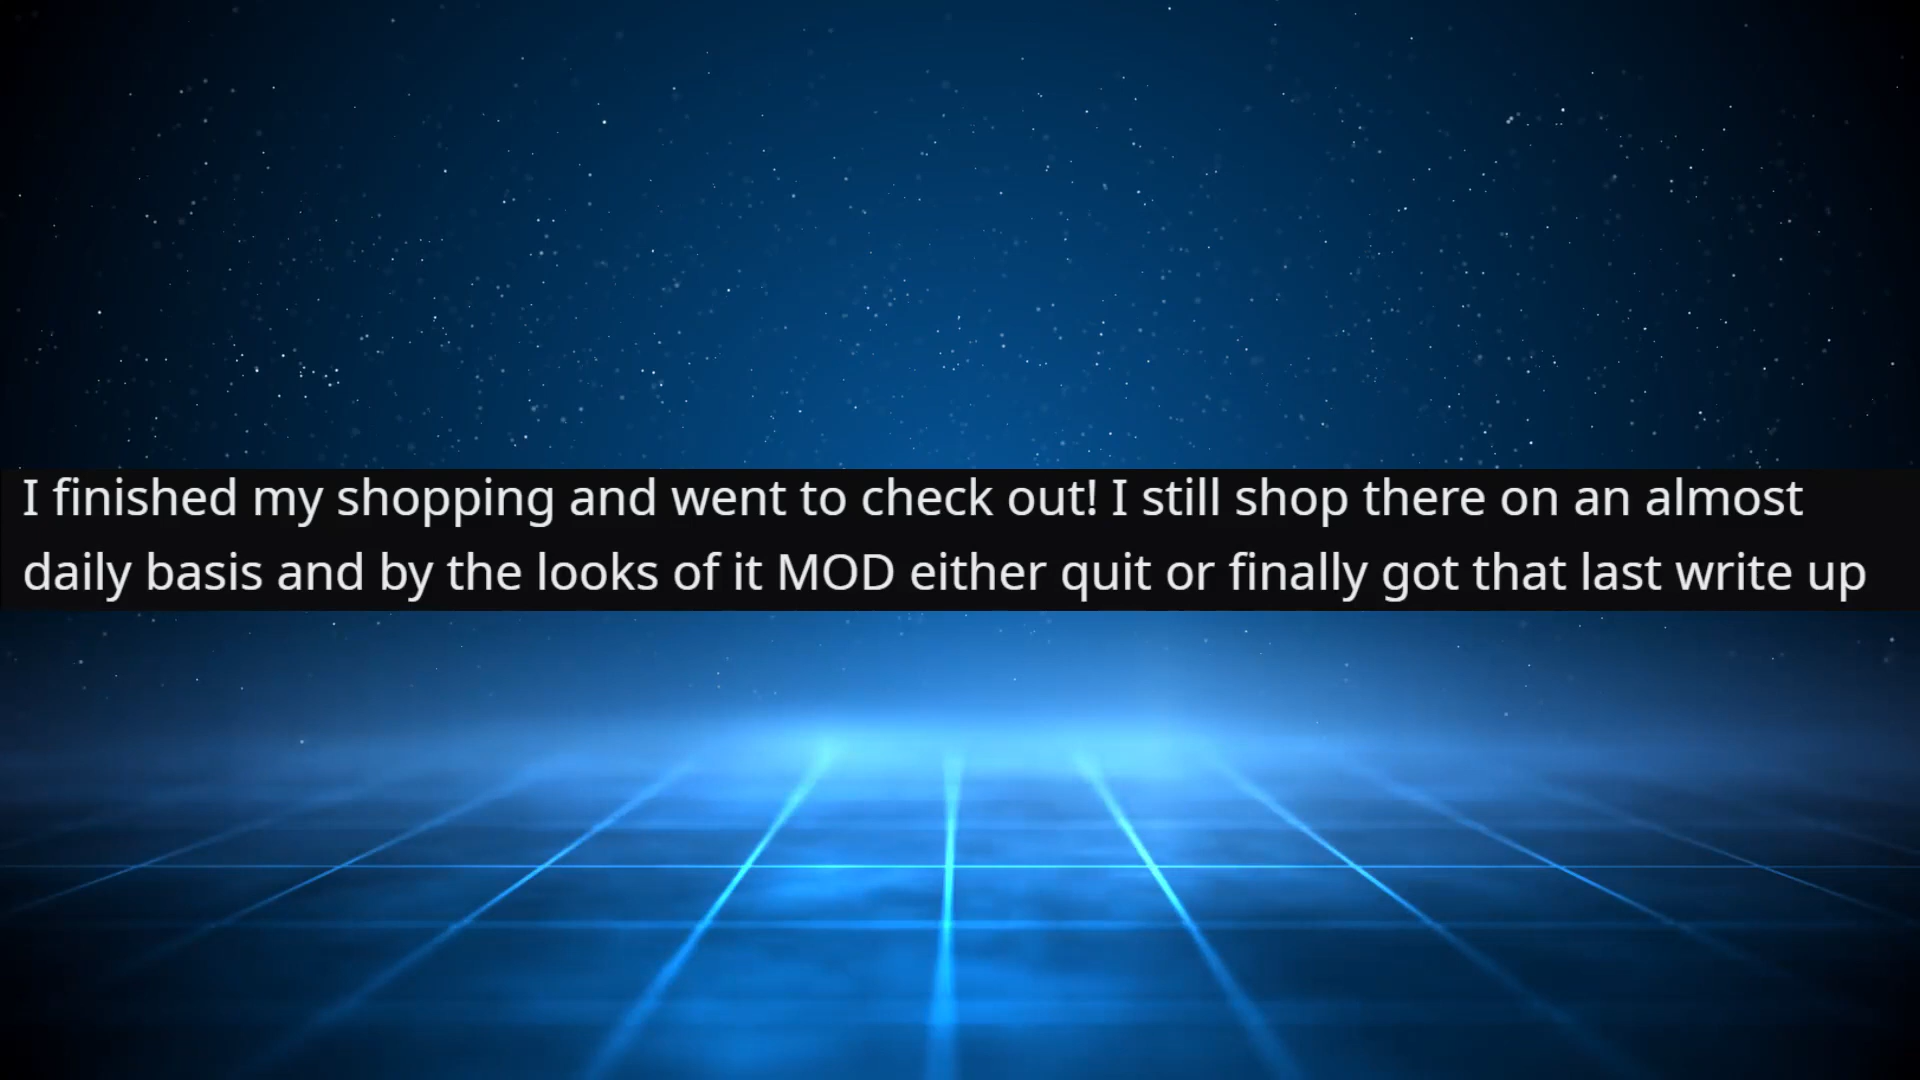 I finished my shopping and went to check out! I still shop there on an almost
daily basis and by the looks of it MOD either quit or finally got that last write up